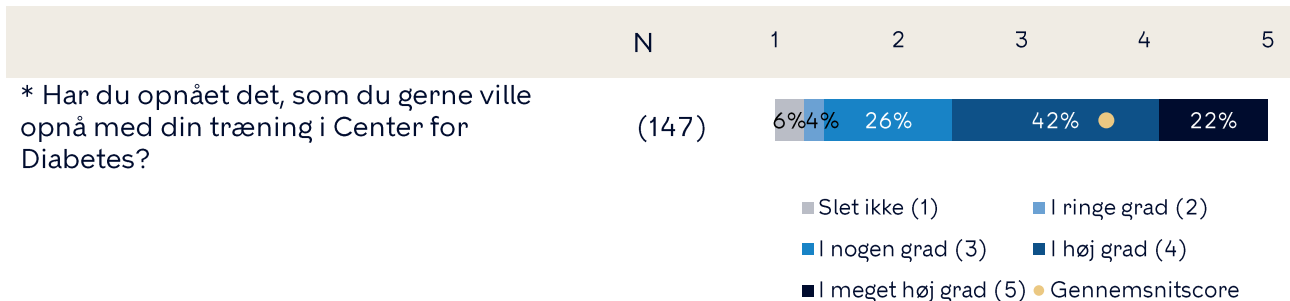 N 1 2 3 4 5
* Har du opnået det, som du gerne ville
opnå med din træning i Center for
Diabetes?
(147)
6% 4% 26% 42% 22%
Slet ikke (1) I ringe grad (2)
I nogen grad (3) I høj grad (4)
I meget høj grad (5) Gennemsnitscore